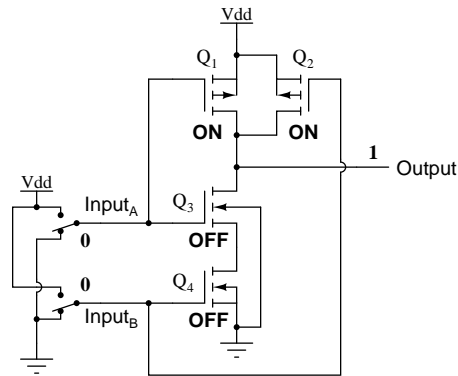 Vdd
Q1 Q2
ON ON
1 Output
Vdd
InputA
Q3
0
OFF
0
Q4
InputB
OFF